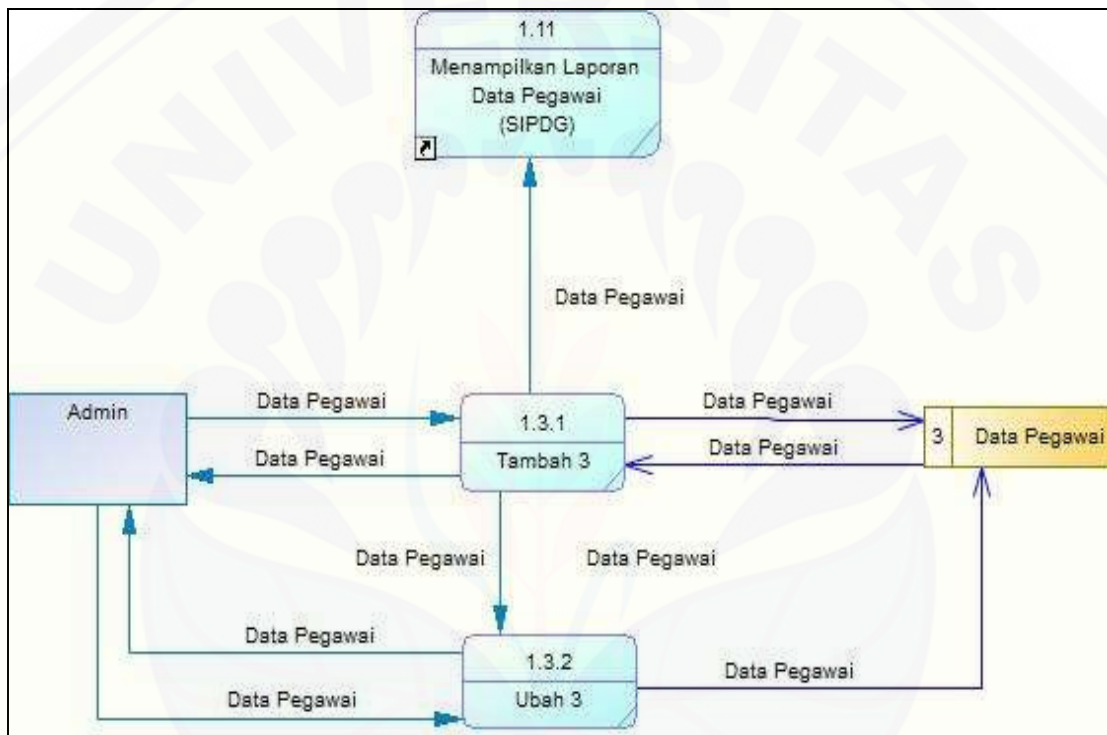 UNIVERSITAS
1.11
Menampilkan Laporan
Data Pegawai
(SIPDG)
Data Pegawai
Admin
Data Pegawai
Data Pegawai
1.3.1
Tambah 3
Data Pegawai
Data Pegawai
3
Data Pegawai
Data Pegawai
Data Pegawai
Data Pegawai
Data Pegawai
1.3.2
Ubah 3
Data Pegawai